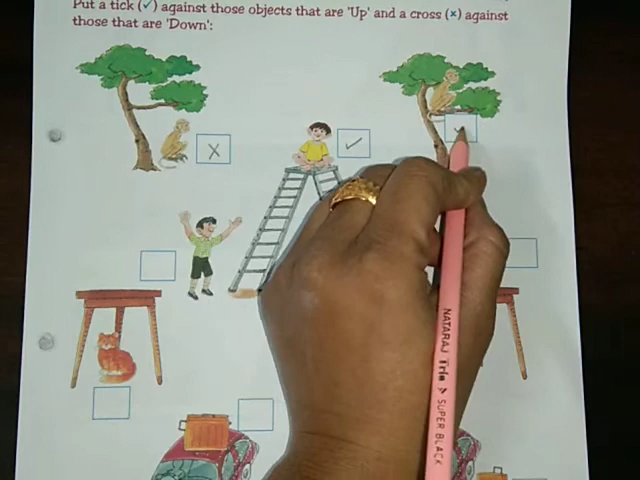 Put a tick (✓) against those objects that are 'Up' and a cross (×) against
those that are 'Down':
NATARAJ Trio > SUPER BLACK